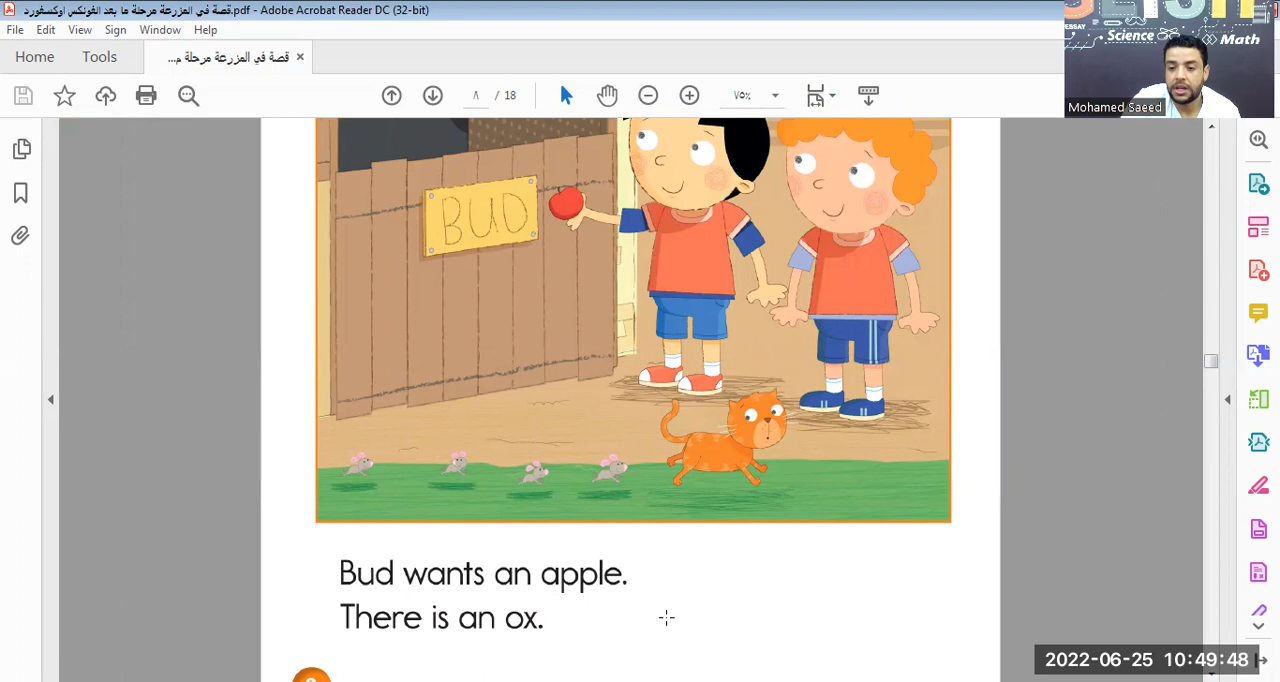 قصة في المزرعة مرحلة ما بعد الفونكس اوكسفورد.pdf - Adobe Acrobat Reader DC (32-bit)
File Edit View Sign Window Help
Home Tools قصة في المزرعة مرحلة م...
٨ / 18 ٧٥%
Science
Math
Mohamed Saeed
BUD
Bud wants an apple.
There is an ox.
2022-06-25 10:49:48